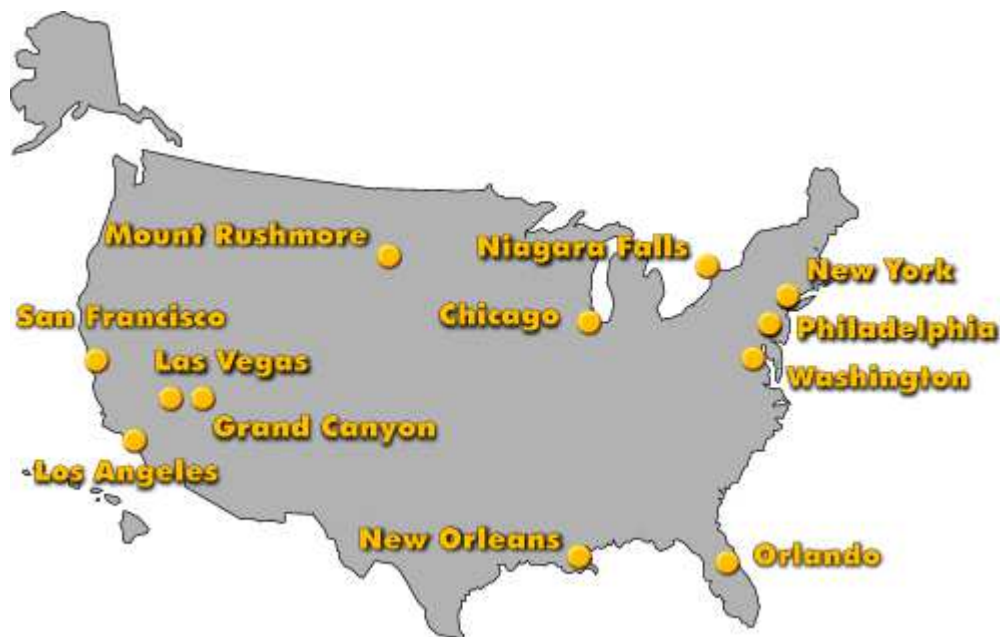 Mount Rushmore
Niagara Falls
New York
San Francisco
Chicago
Philadelphia
Las Vegas
Washington
Grand Canyon
Los Angeles
New Orleans
Orlando